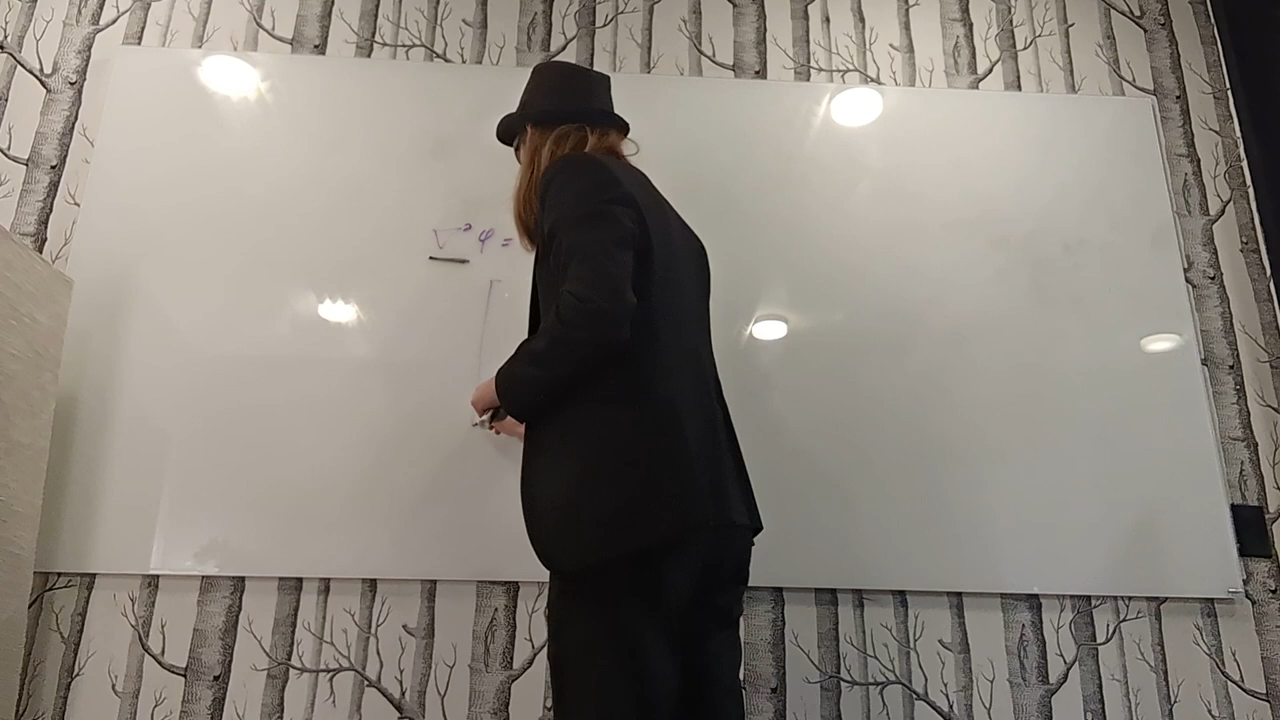 ∇² φ =